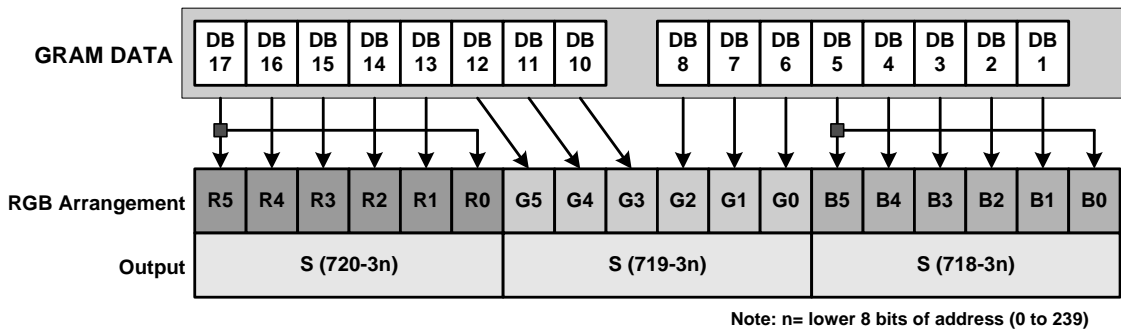 GRAM DATA
DB 17 DB 16 DB 15 DB 14 DB 13 DB 12 DB 11 DB 10 DB 8 DB 7 DB 6 DB 5 DB 4 DB 3 DB 2 DB 1
RGB Arrangement R5 R4 R3 R2 R1 R0 G5 G4 G3 G2 G1 G0 B5 B4 B3 B2 B1 B0
Output S (720-3n) S (719-3n) S (718-3n)
Note: n= lower 8 bits of address (0 to 239)